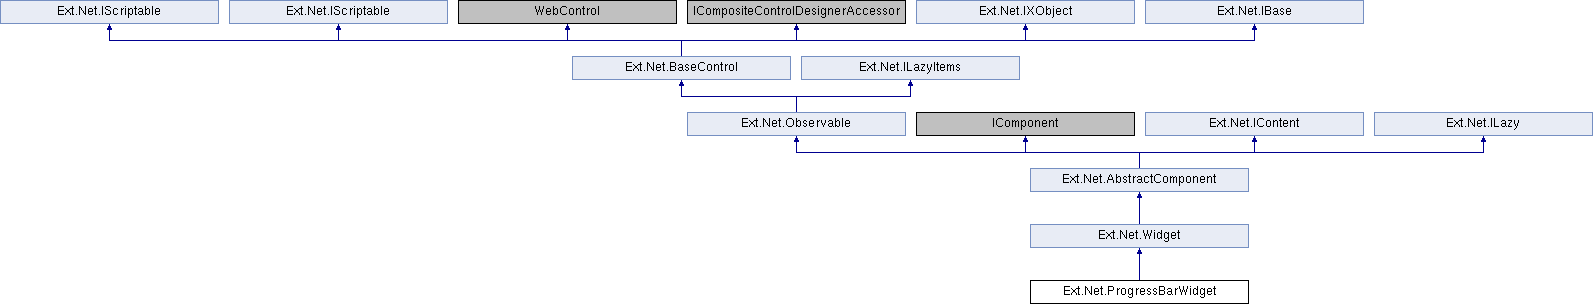 Ext.Net.IScriptable
Ext.Net.IScriptable
WebControl
ICompositeControlDesignerAccessor
Ext.Net.IXObject
Ext.Net.IBase
Ext.Net.BaseControl
Ext.Net.ILazyItems
Ext.Net.Observable
IComponent
Ext.Net.IContent
Ext.Net.ILazy
Ext.Net.AbstractComponent
Ext.Net.Widget
Ext.Net.ProgressBarWidget